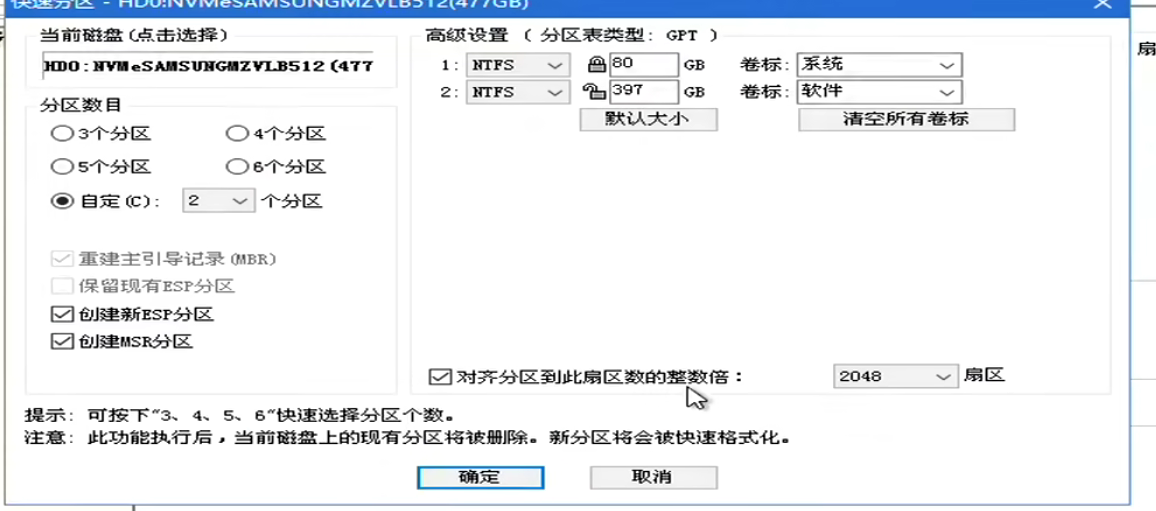 快速分区 - HD0:NVMeSAMSUNGMZVLB512(477GB)
当前磁盘(点击选择)
HD0:NVMeSAMSUNGMZVLB512(477
分区数目
3个分区 4个分区
5个分区 6个分区
自定(C): 2 个分区
重建主引导记录(MBR)
保留现有ESP分区
创建新ESP分区
创建MSR分区
高级设置 ( 分区表类型: GPT )
1: NTFS 80 GB 卷标: 系统
2: NTFS 397 GB 卷标: 软件
默认大小 清空所有卷标
对齐分区到此扇区数的整数倍: 2048 扇区
提示: 可按下"3、4、5、6"快速选择分区个数。
注意: 此功能执行后,当前磁盘上的现有分区将被删除。新分区将会被快速格式化。
确定 取消
扇